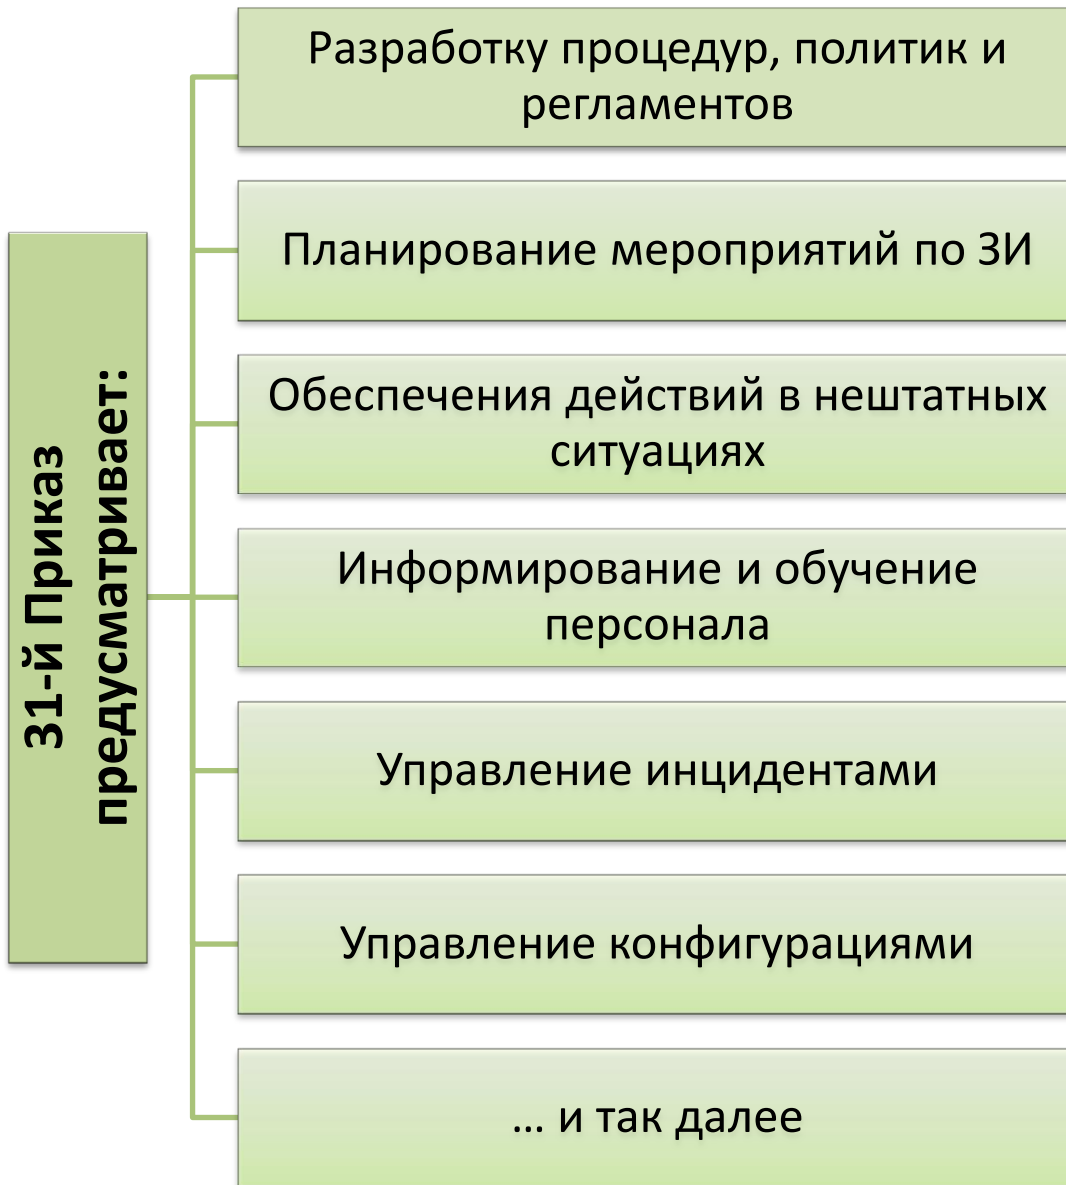 31-й Приказ
предусматривает:
Разработку процедур, политик и
регламентов
Планирование мероприятий по ЗИ
Обеспечения действий в нештатных
ситуациях
Информирование и обучение
персонала
Управление инцидентами
Управление конфигурациями
... и так далее